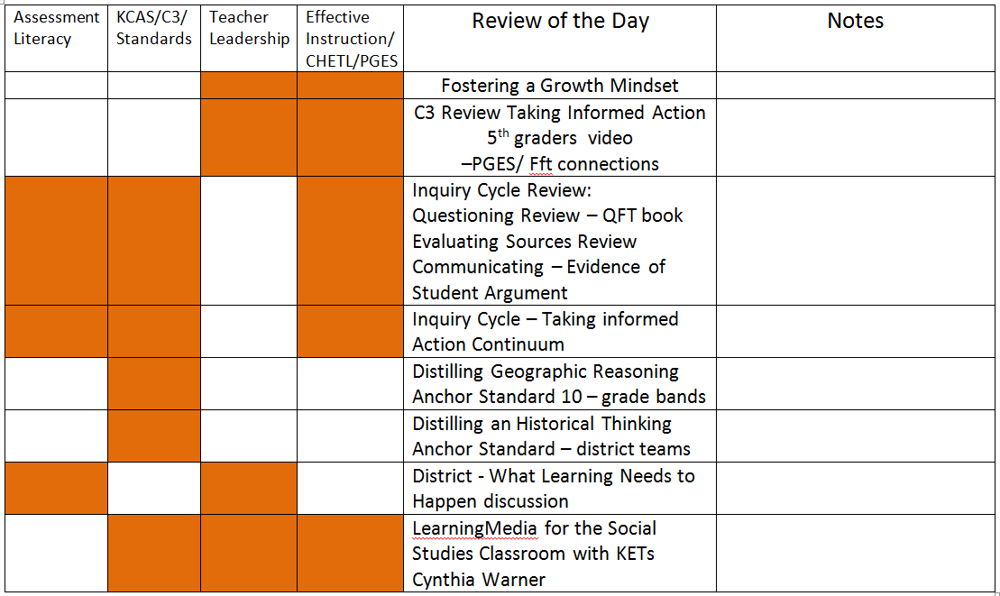 Assessment
Literacy
KCAS/C3/
Standards
Teacher
Leadership
Effective
Instruction/
CHETL/PGES
Review of the Day
Notes
Fostering a Growth Mindset
C3 Review Taking Informed Action
5th graders video
–PGES/ Fft connections
Inquiry Cycle Review:
Questioning Review – QFT book
Evaluating Sources Review
Communicating – Evidence of
Student Argument
Inquiry Cycle – Taking informed
Action Continuum
Distilling Geographic Reasoning
Anchor Standard 10 – grade bands
Distilling an Historical Thinking
Anchor Standard – district teams
District - What Learning Needs to
Happen discussion
LearningMedia for the Social
Studies Classroom with KETs
Cynthia Warner